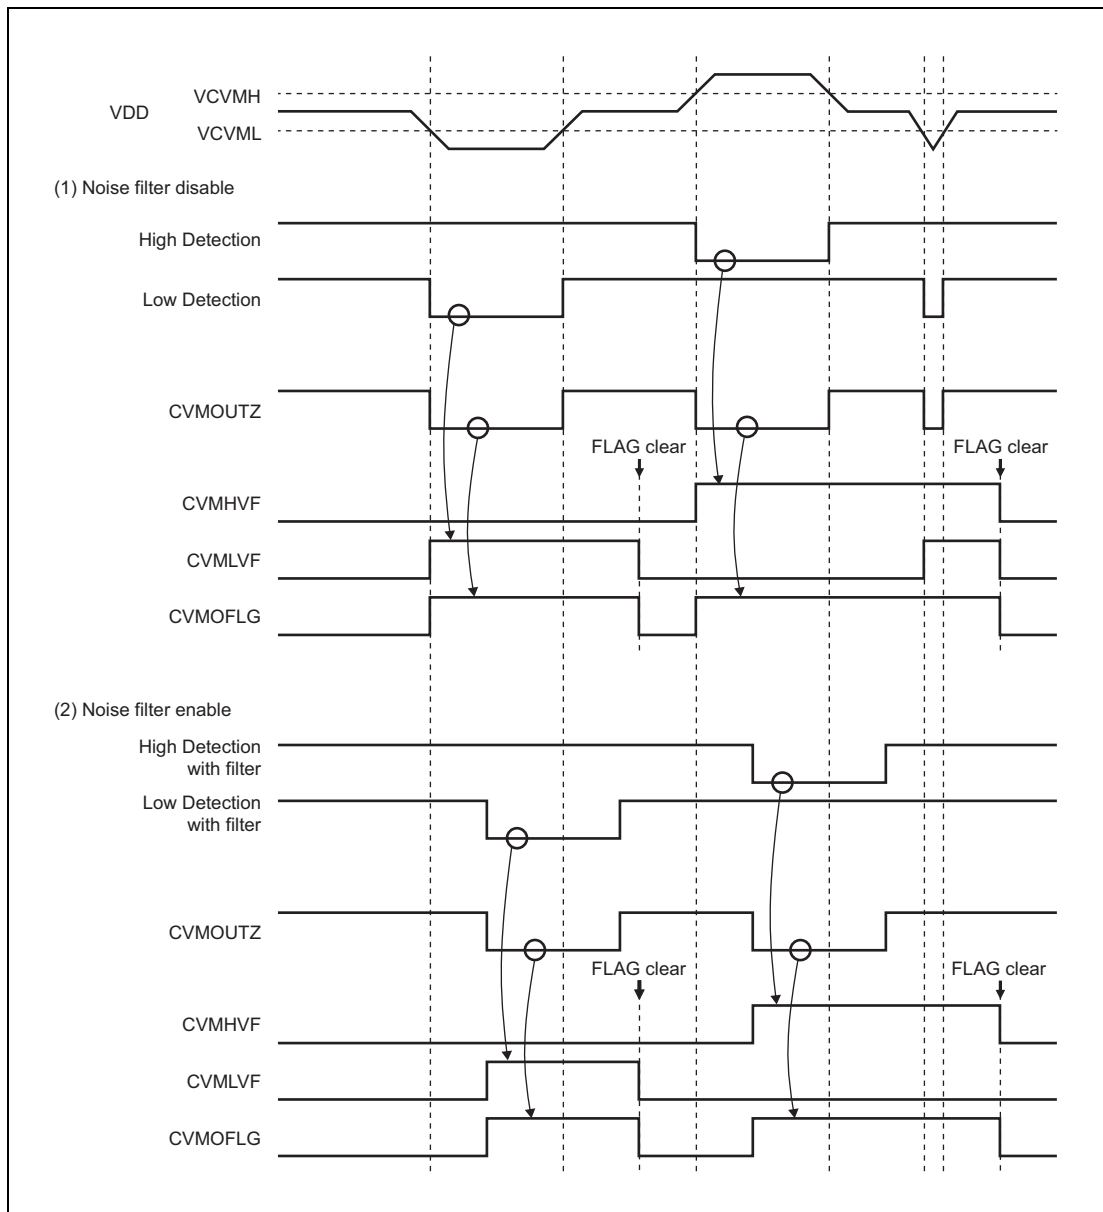 VCVMH
VDD
VCVML
(1) Noise filter disable
High Detection
Low Detection
CVMOUTZ
FLAG clear
FLAG clear
CVMHVF
CVMLVF
CVMOFLG
(2) Noise filter enable
High Detection
with filter
Low Detection
with filter
CVMOUTZ
FLAG clear
FLAG clear
CVMHVF
CVMLVF
CVMOFLG